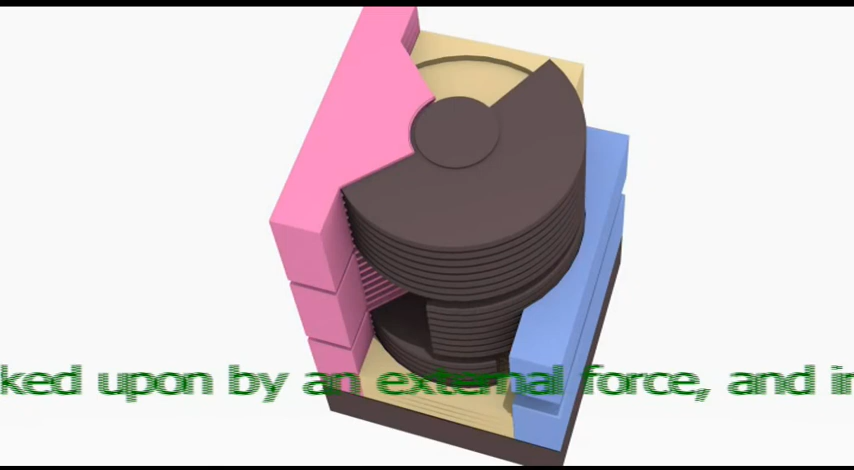 ked upon by an external force, and in